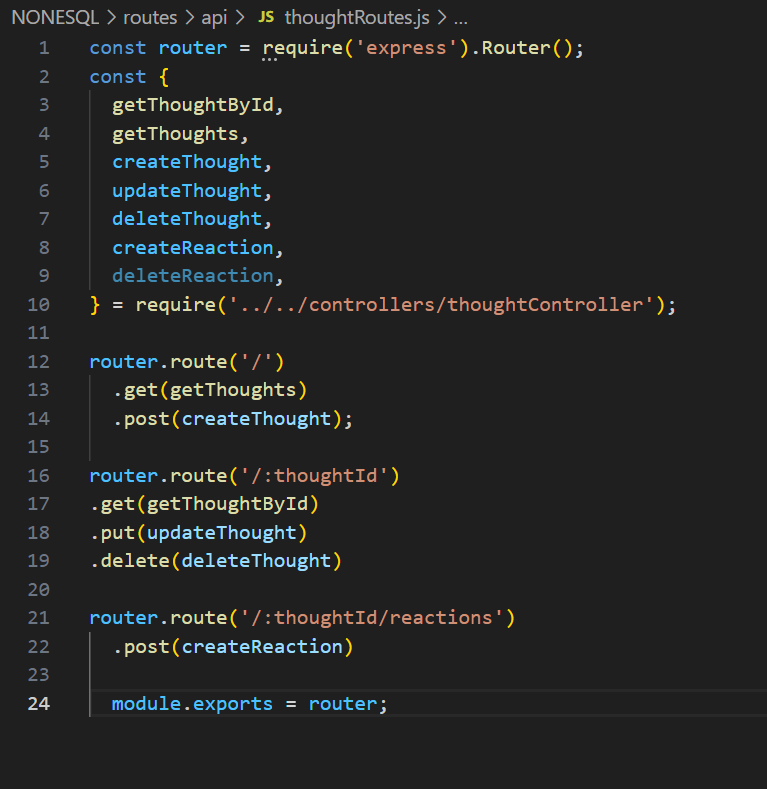 NONESQL > routes > api > JS thoughtRoutes.js > ...
1 const router = require('express').Router();
2 const {
3   getThoughtById,
4   getThoughts,
5   createThought,
6   updateThought,
7   deleteThought,
8   createReaction,
9   deleteReaction,
10 } = require('../../controllers/thoughtController');
11
12 router.route('/')
13   .get(getThoughts)
14   .post(createThought);
15
16 router.route('/:thoughtId')
17 .get(getThoughtById)
18 .put(updateThought)
19 .delete(deleteThought)
20
21 router.route('/:thoughtId/reactions')
22   .post(createReaction)
23
24   module.exports = router;